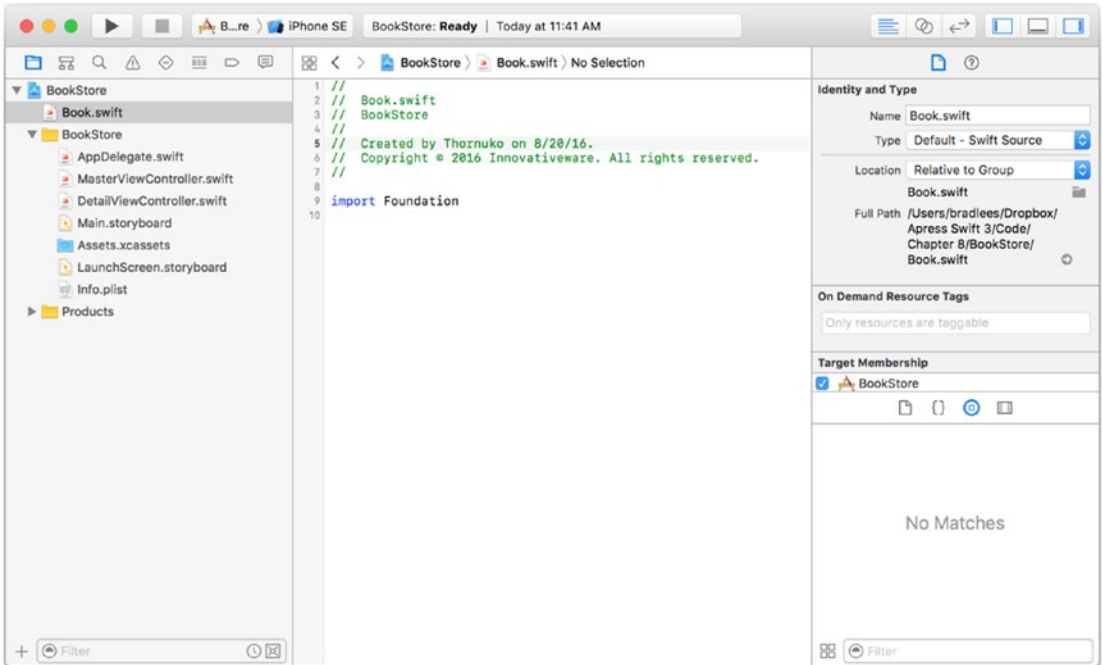 B...re iPhone SE BookStore: Ready | Today at 11:41 AM
BookStore Book.swift No Selection
BookStore
Book.swift
BookStore
AppDelegate.swift
MasterViewController.swift
DetailViewController.swift
Main.storyboard
Assets.xcassets
LaunchScreen.storyboard
Info.plist
Products
Filter
1 //
2 // Book.swift
3 // BookStore
4 //
5 // Created by Thornuko on 8/20/16.
6 // Copyright © 2016 Innovativeware. All rights reserved.
7 //
8
9 import Foundation
10
Identity and Type
Name Book.swift
Type Default - Swift Source
Location Relative to Group
Book.swift
Full Path /Users/bradlees/Dropbox/
Apress Swift 3/Code/
Chapter 8/BookStore/
Book.swift
On Demand Resource Tags
Only resources are taggable
Target Membership
BookStore
{}
No Matches
Filter